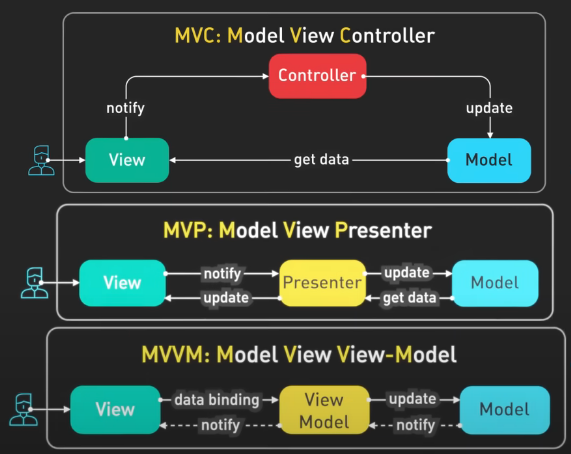 MVC: Model View Controller
Controller
notify
update
View
get data
Model
MVP: Model View Presenter
View
notify
update
Presenter
update
get data
Model
MVVM: Model View View-Model
View
data binding
notify
View
Model
update
notify
Model